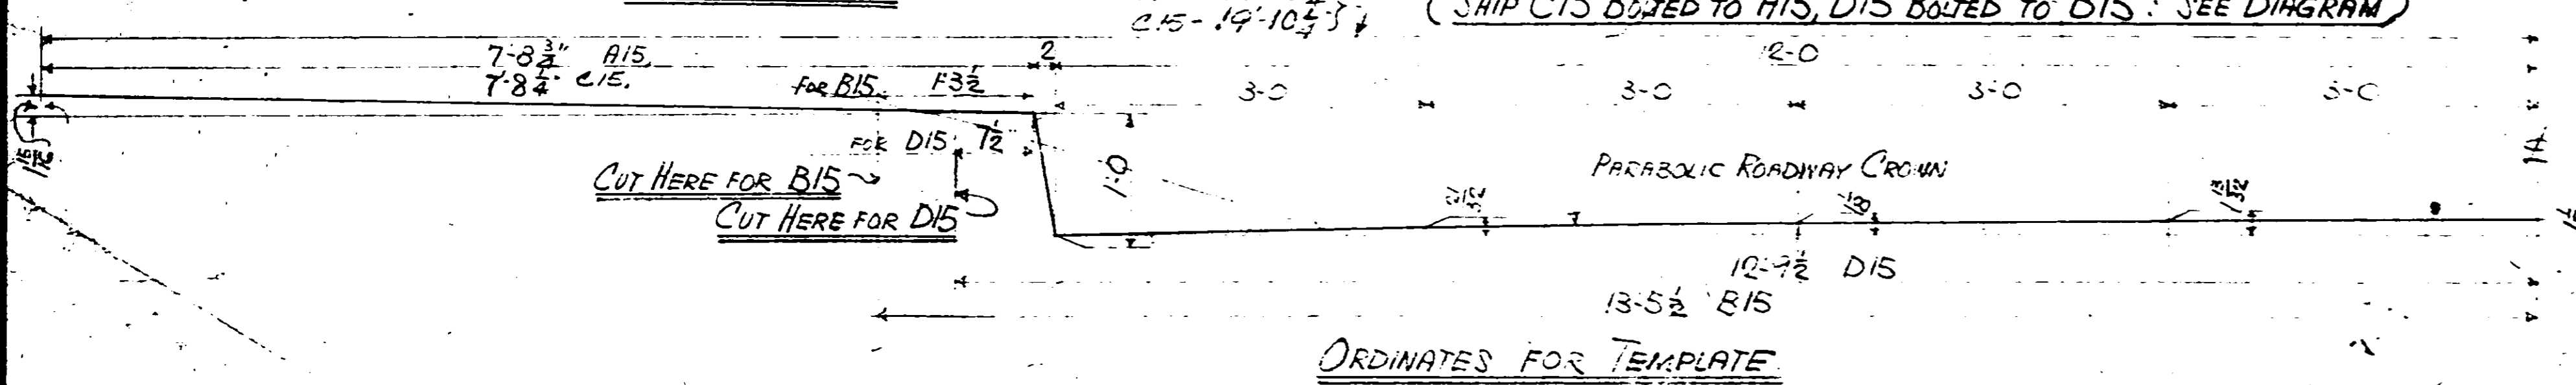 C15 - 19'-10¼"
(SHIP C15 BOLTED TO A15, D15 BOLTED TO B15: SEE DIAGRAM)
7-8¾" A15.
2
12-0
7-8¼" C15.
FOR B15
3-0
3-0
3-0
3-0
FOR D15 7½"
1-0
PARABOLIC ROADWAY CROWN
CUT HERE FOR B15
CUT HERE FOR D15
12-9½ D15
13-5½ B15
ORDINATES FOR TEMPLATE